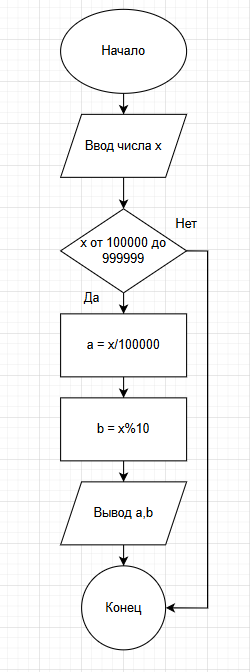 Начало
Ввод числа x
Нет
x от 100000 до
999999
Да
a = x/100000
b = x%10
Вывод a,b
Конец